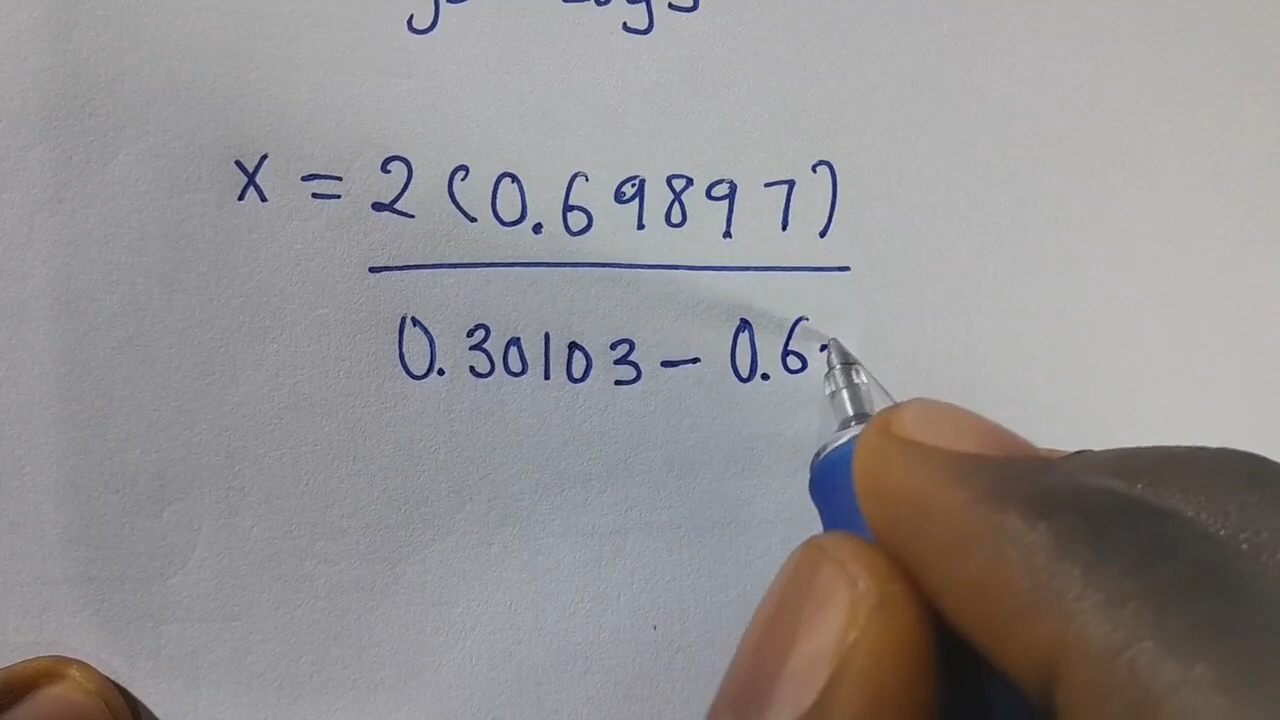 x = 2 (0.69897)
0.30103 - 0.6